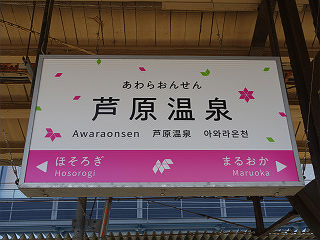 あわらおんせん
芦原温泉
Awaraonsen 芦原温泉 아와라온천
ほそろぎ まるおか
Hosorogi Maruoka